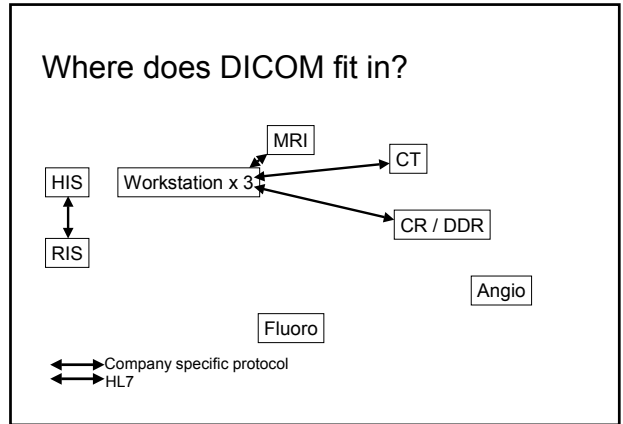 Where does DICOM fit in?
MRI
CT
HIS
Workstation x 3
CR / DDR
RIS
Angio
Fluoro
Company specific protocol
HL7